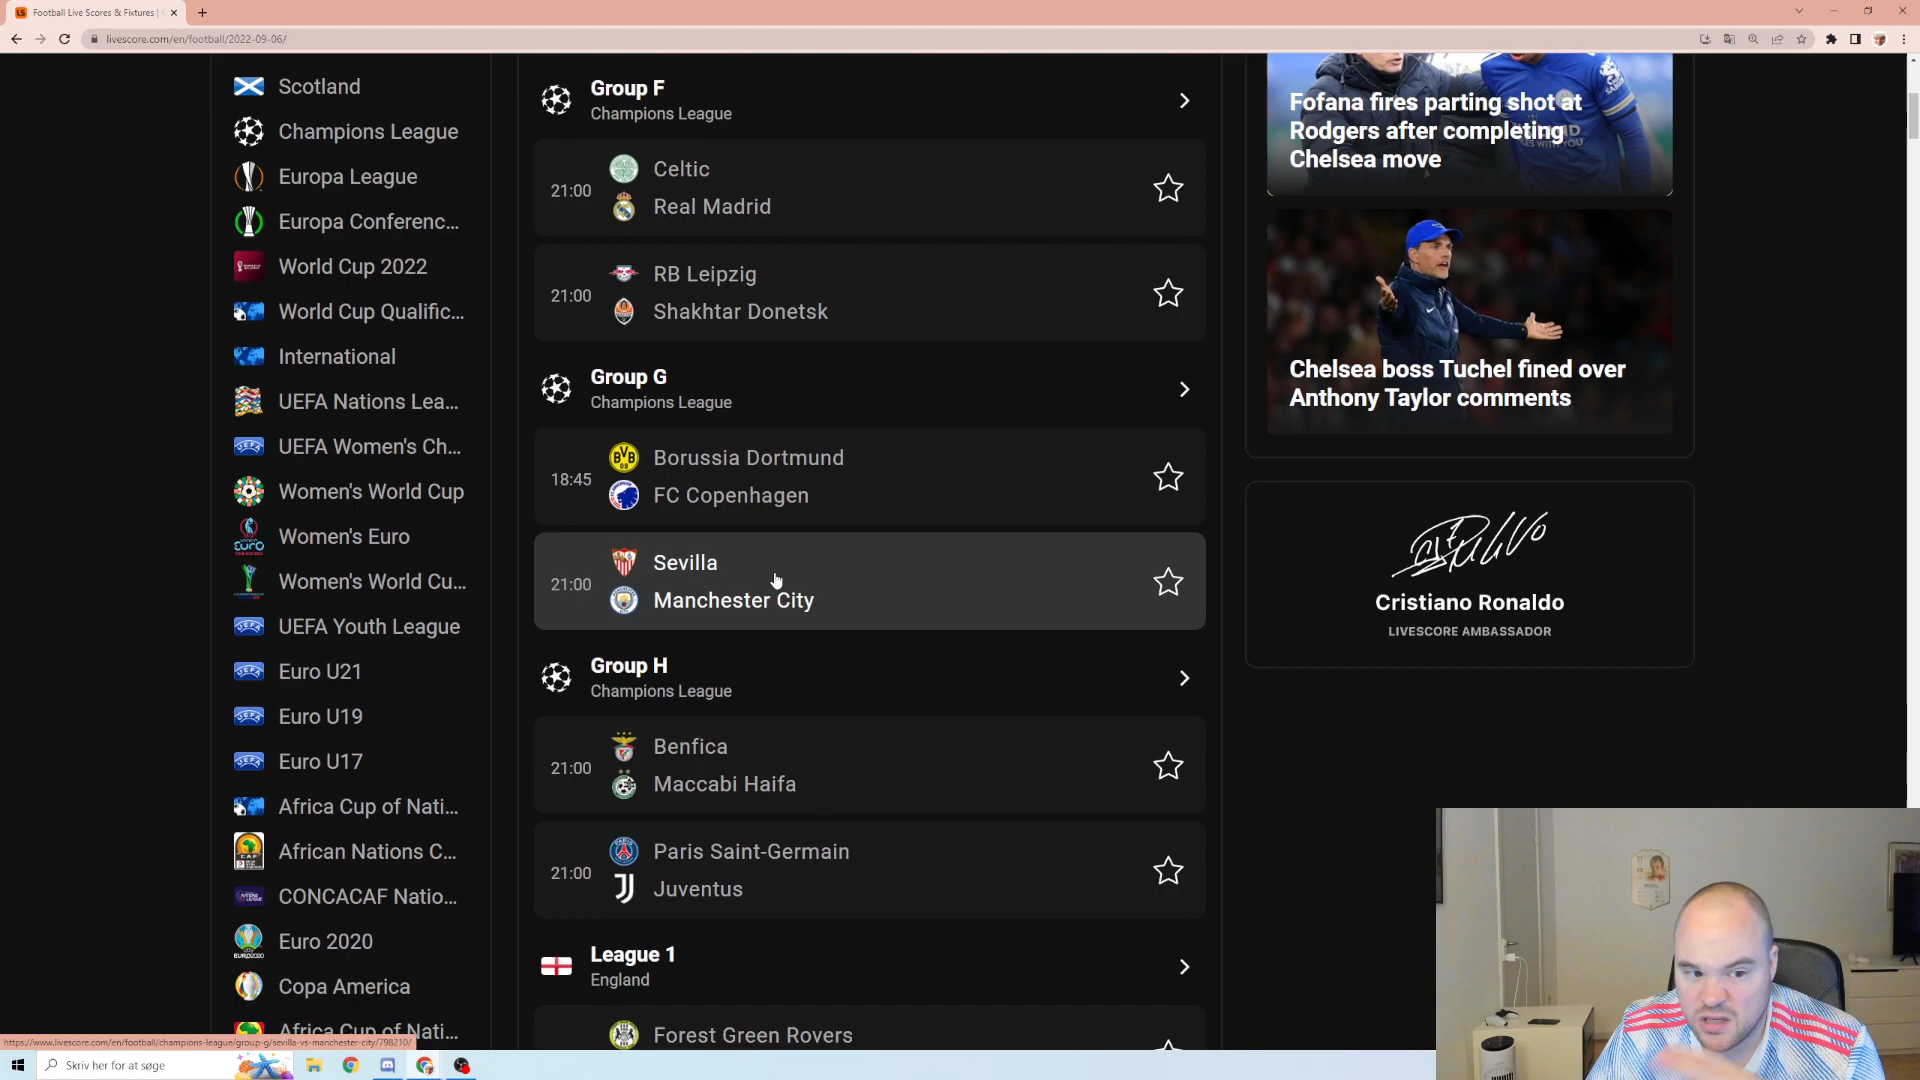 Football Live Scores & Fixtures |
livescore.com/en/football/2022-09-06/
Scotland
Champions League
Europa League
Europa Conferenc...
World Cup 2022
World Cup Qualific...
International
UEFA Nations Lea...
UEFA Women's Ch...
Women's World Cup
Women's Euro
Women's World Cu...
UEFA Youth League
Euro U21
Euro U19
Euro U17
Africa Cup of Nati...
African Nations C...
CONCACAF Natio...
Euro 2020
Copa America
Africa Cup of Nati...
Group F
Champions League
21:00
Celtic
Real Madrid
21:00
RB Leipzig
Shakhtar Donetsk
Group G
Champions League
18:45
Borussia Dortmund
FC Copenhagen
21:00
Sevilla
Manchester City
Group H
Champions League
21:00
Benfica
Maccabi Haifa
21:00
Paris Saint-Germain
Juventus
League 1
England
Forest Green Rovers
Fofana fires parting shot at
Rodgers after completing
Chelsea move
Chelsea boss Tuchel fined over
Anthony Taylor comments
Cristiano Ronaldo
LIVESCORE AMBASSADOR
https://www.livescore.com/en/football/champions-league/group-g/sevilla-vs-manchester-city/798210/
Skriv her for at søge